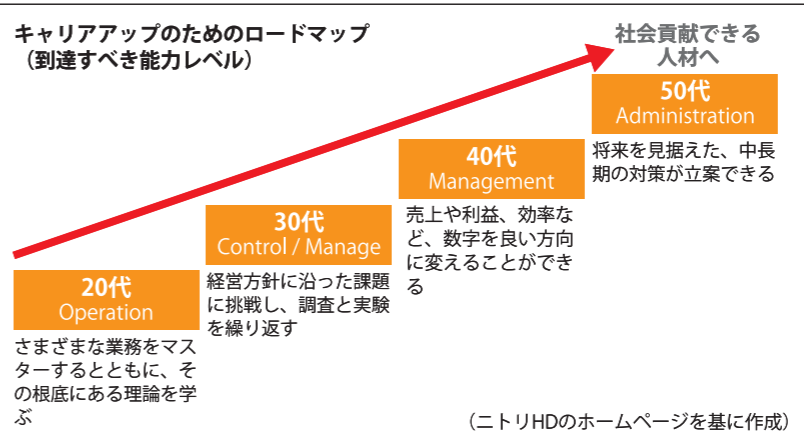 キャリアアップのためのロードマップ
（到達すべき能力レベル）
社会貢献できる
人材へ
50代
Administration
将来を見据えた、中長
期の対策が立案できる
40代
Management
売上や利益、効率な
ど、数字を良い方向
に変えることができ
る
30代
Control / Manage
経営方針に沿った課題
に挑戦し、調査と実験
を繰り返す
20代
Operation
さまざまな業務をマス
ターするとともに、そ
の根底にある理論を学
ぶ
（ニトリHDのホームページを基に作成）